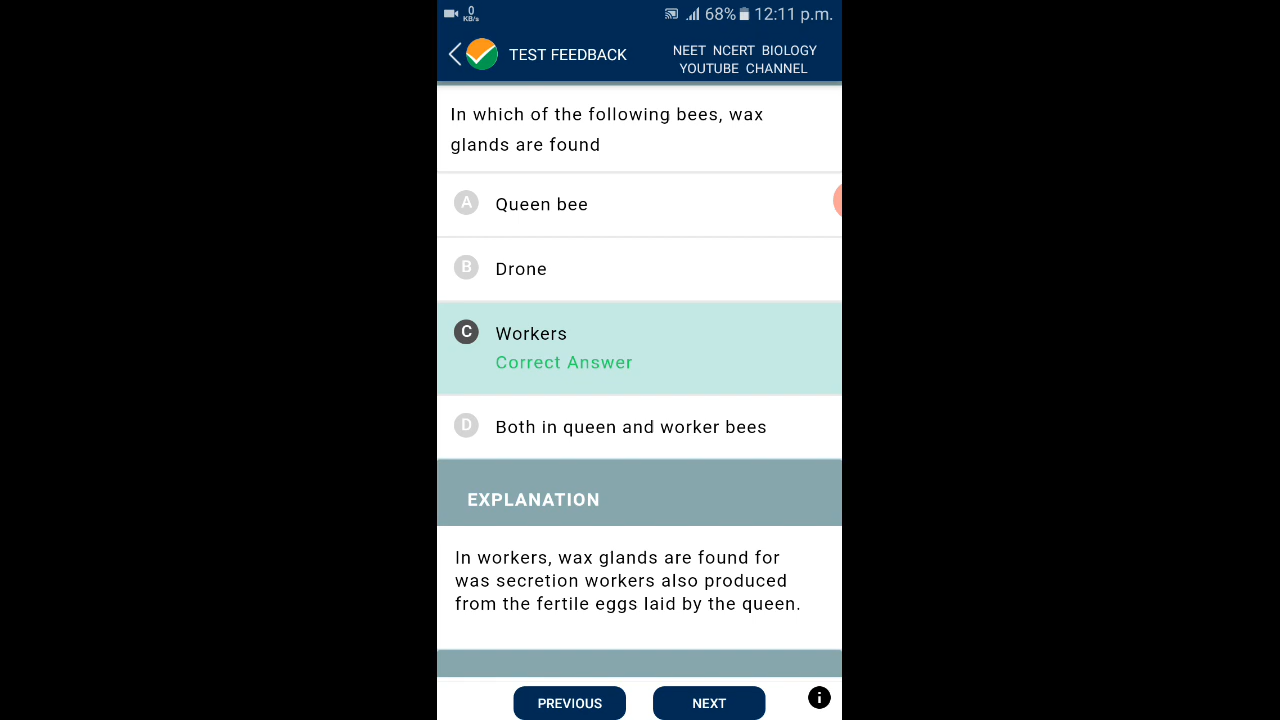 0
KB/s
68% 12:11 p.m.
TEST FEEDBACK
NEET NCERT BIOLOGY
YOUTUBE CHANNEL
In which of the following bees, wax
glands are found
A Queen bee
B Drone
C Workers
Correct Answer
D Both in queen and worker bees
EXPLANATION
In workers, wax glands are found for
was secretion workers also produced
from the fertile eggs laid by the queen.
PREVIOUS NEXT i